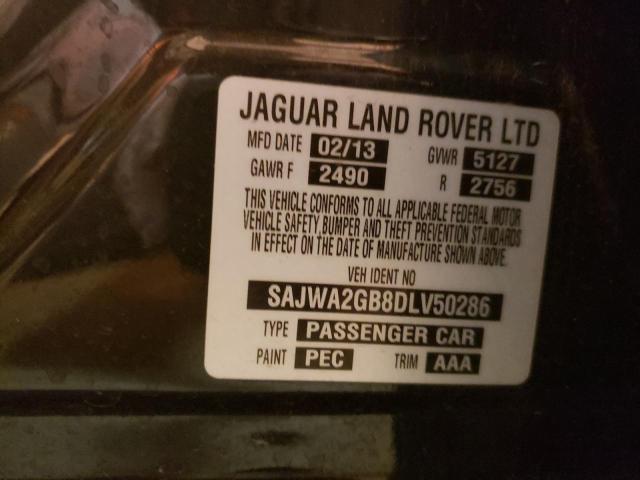 JAGUAR LAND ROVER LTD
MFD DATE 02/13 GVWR 5127
GAWR F 2490 R 2756
THIS VEHICLE CONFORMS TO ALL APPLICABLE FEDERAL MOTOR
VEHICLE SAFETY, BUMPER AND THEFT PREVENTION STANDARDS
IN EFFECT ON THE DATE OF MANUFACTURE SHOWN ABOVE.
VEH IDENT NO
SAJWA2GB8DLV50286
TYPE PASSENGER CAR
PAINT PEC TRIM AAA